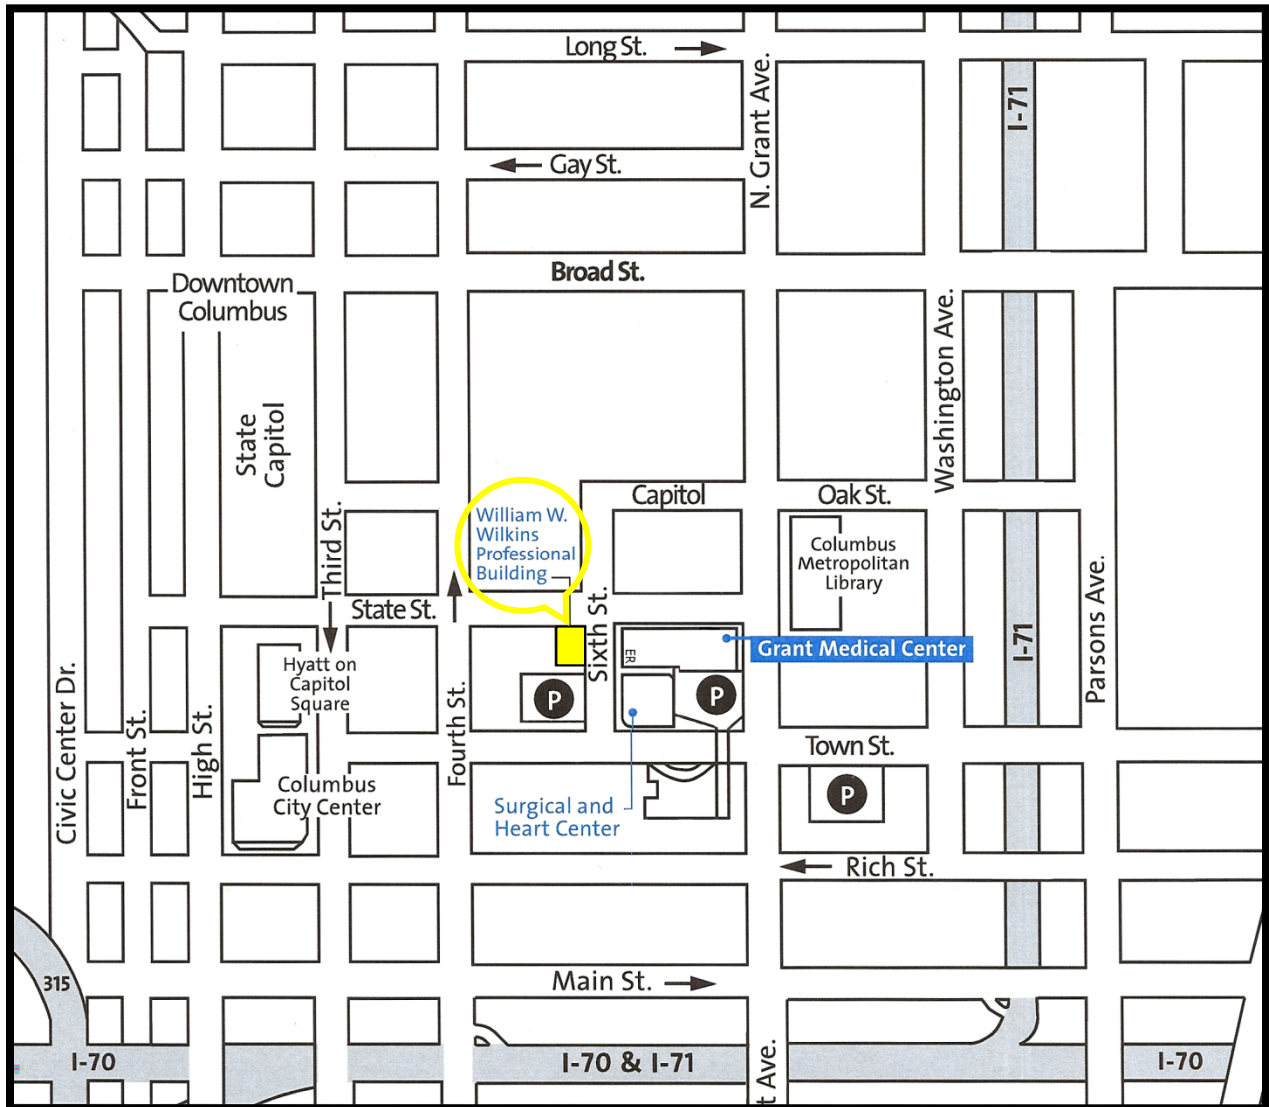 Long St.
N. Grant Ave.
I-71
Gay St.
Broad St.
Downtown
Columbus
State
Capitol
Washington Ave.
Capitol
Oak St.
William W.
Wilkins
Professional
Building
Third St.
Columbus
Metropolitan
Library
State St.
Sixth St.
I-71
Parsons Ave.
ER
Grant Medical Center
Hyatt on
Capitol
Square
P
P
Civic Center Dr.
Front St.
High St.
Fourth St.
Town St.
Columbus
City Center
P
Surgical and
Heart Center
Rich St.
315
Main St.
I-70
I-70 & I-71
t Ave.
I-70